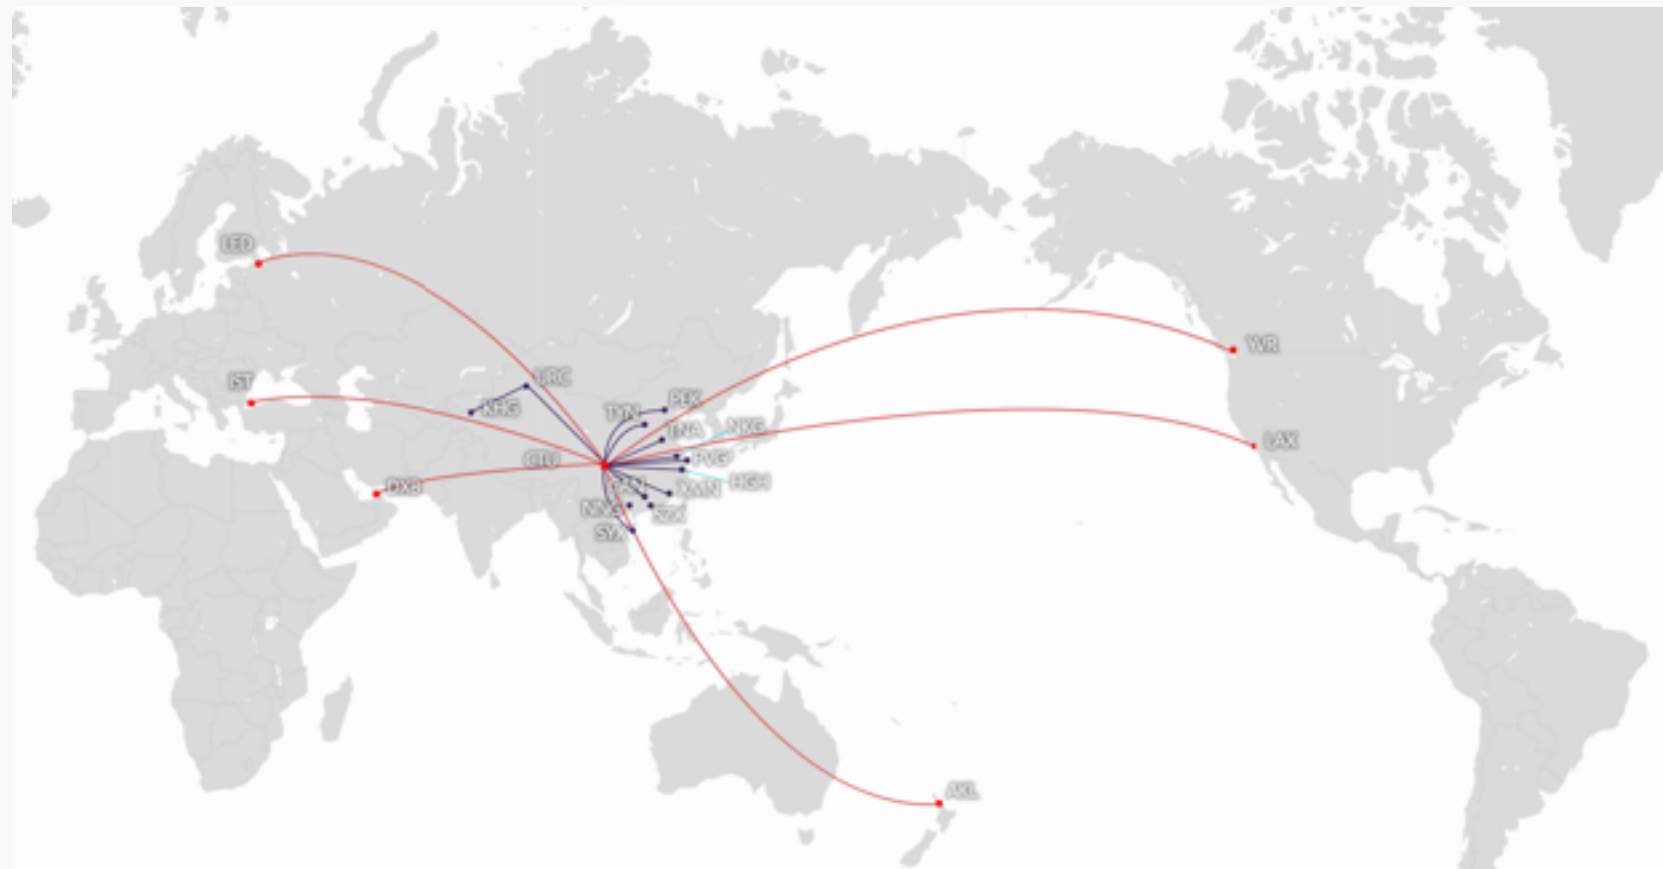 LED
YVR
IST
URC
PEK
KHG
TYN
NKG
TNA
LAX
CTU
PVG
DXB
HGH
XMN
NNG
SZX
SYX
AKL